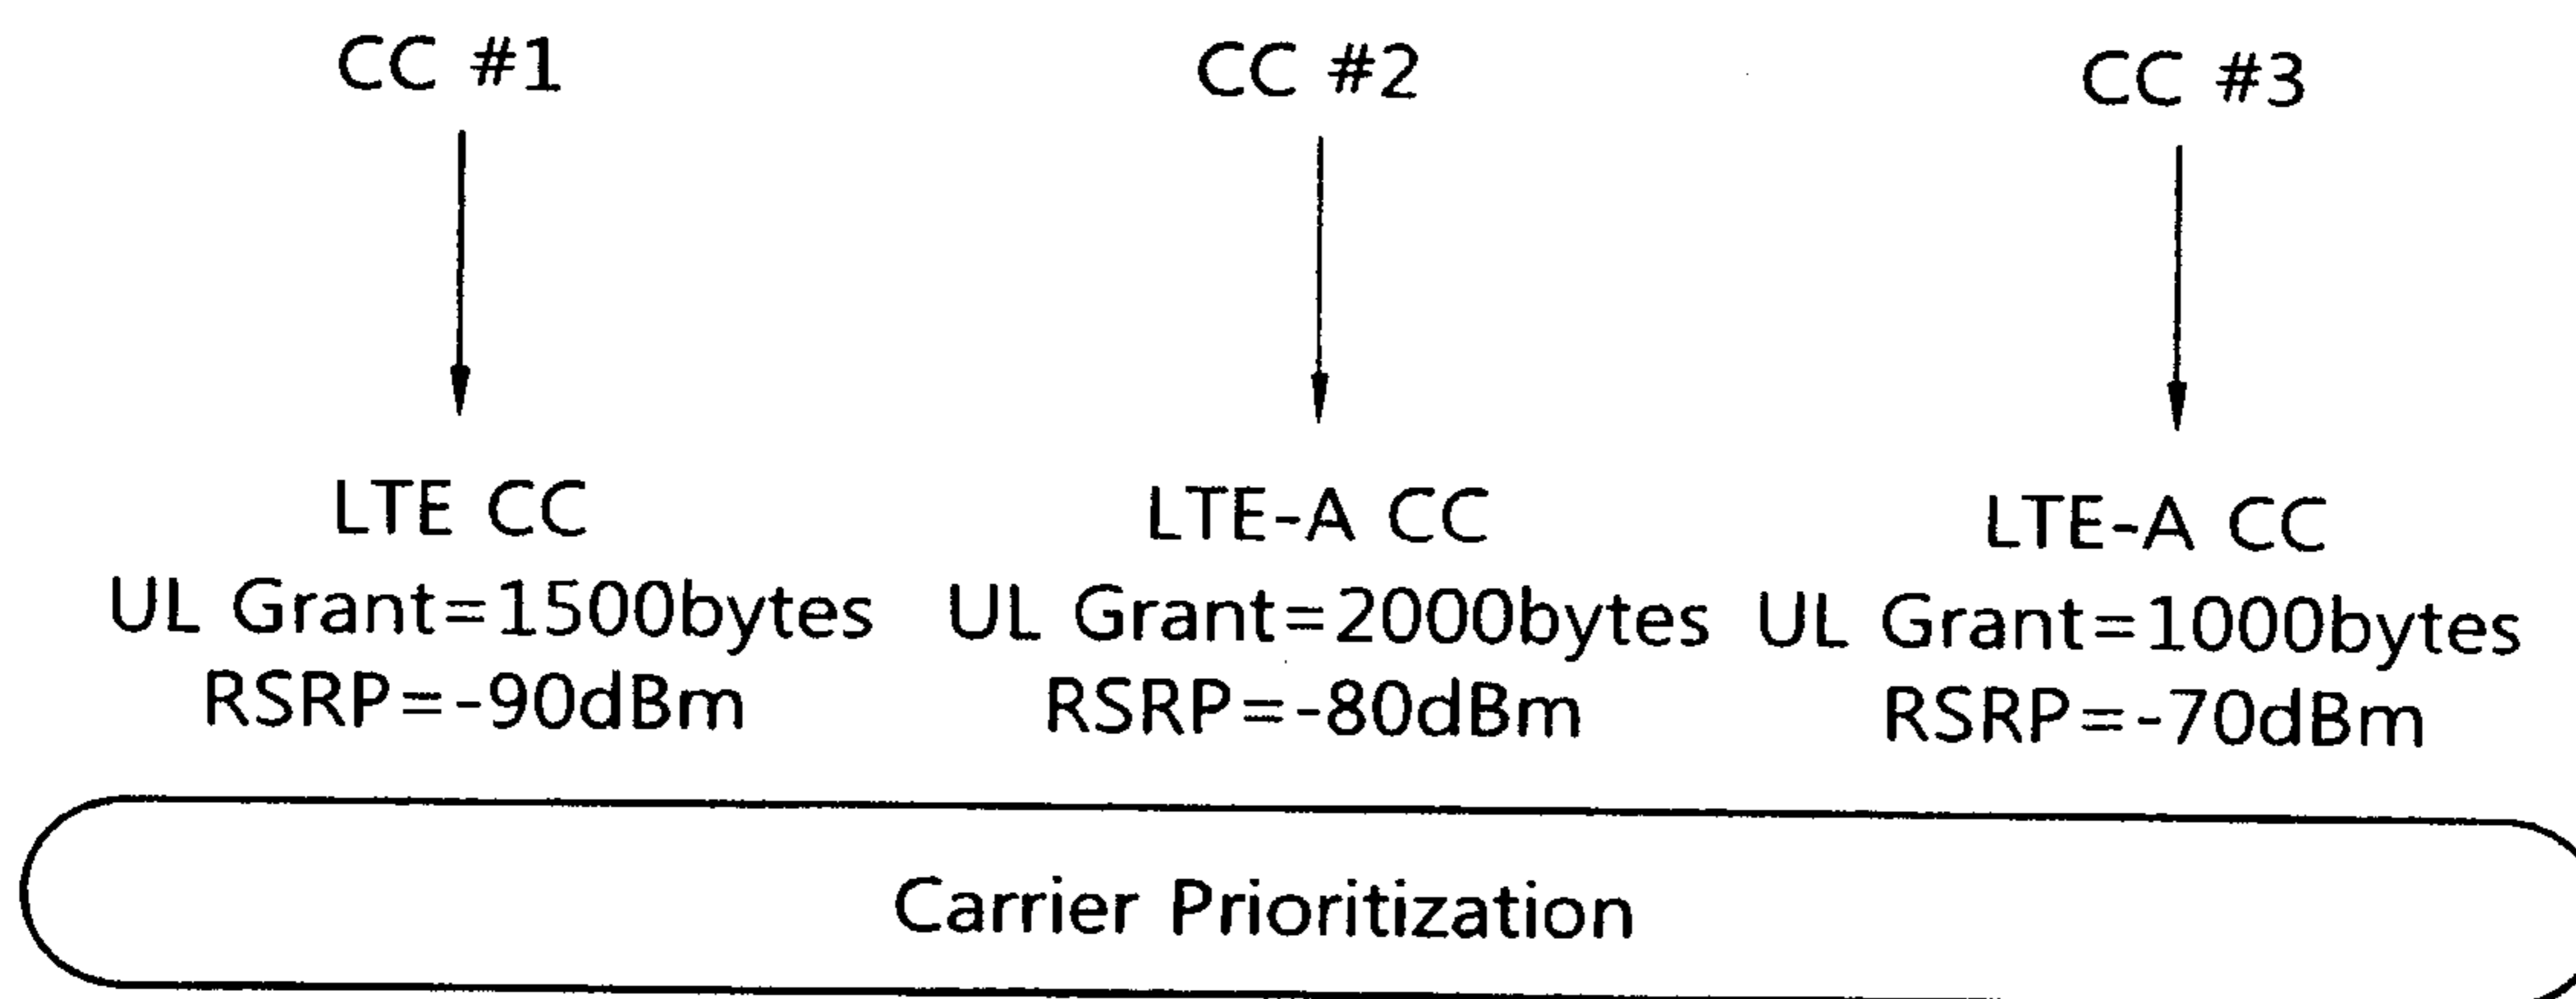 CC #1
CC #2
CC #3
LTE CC
UL Grant=1500bytes
RSRP=-90dBm
LTE-A CC
UL Grant=2000bytes
RSRP=-80dBm
LTE-A CC
UL Grant=1000bytes
RSRP=-70dBm
Carrier Prioritization